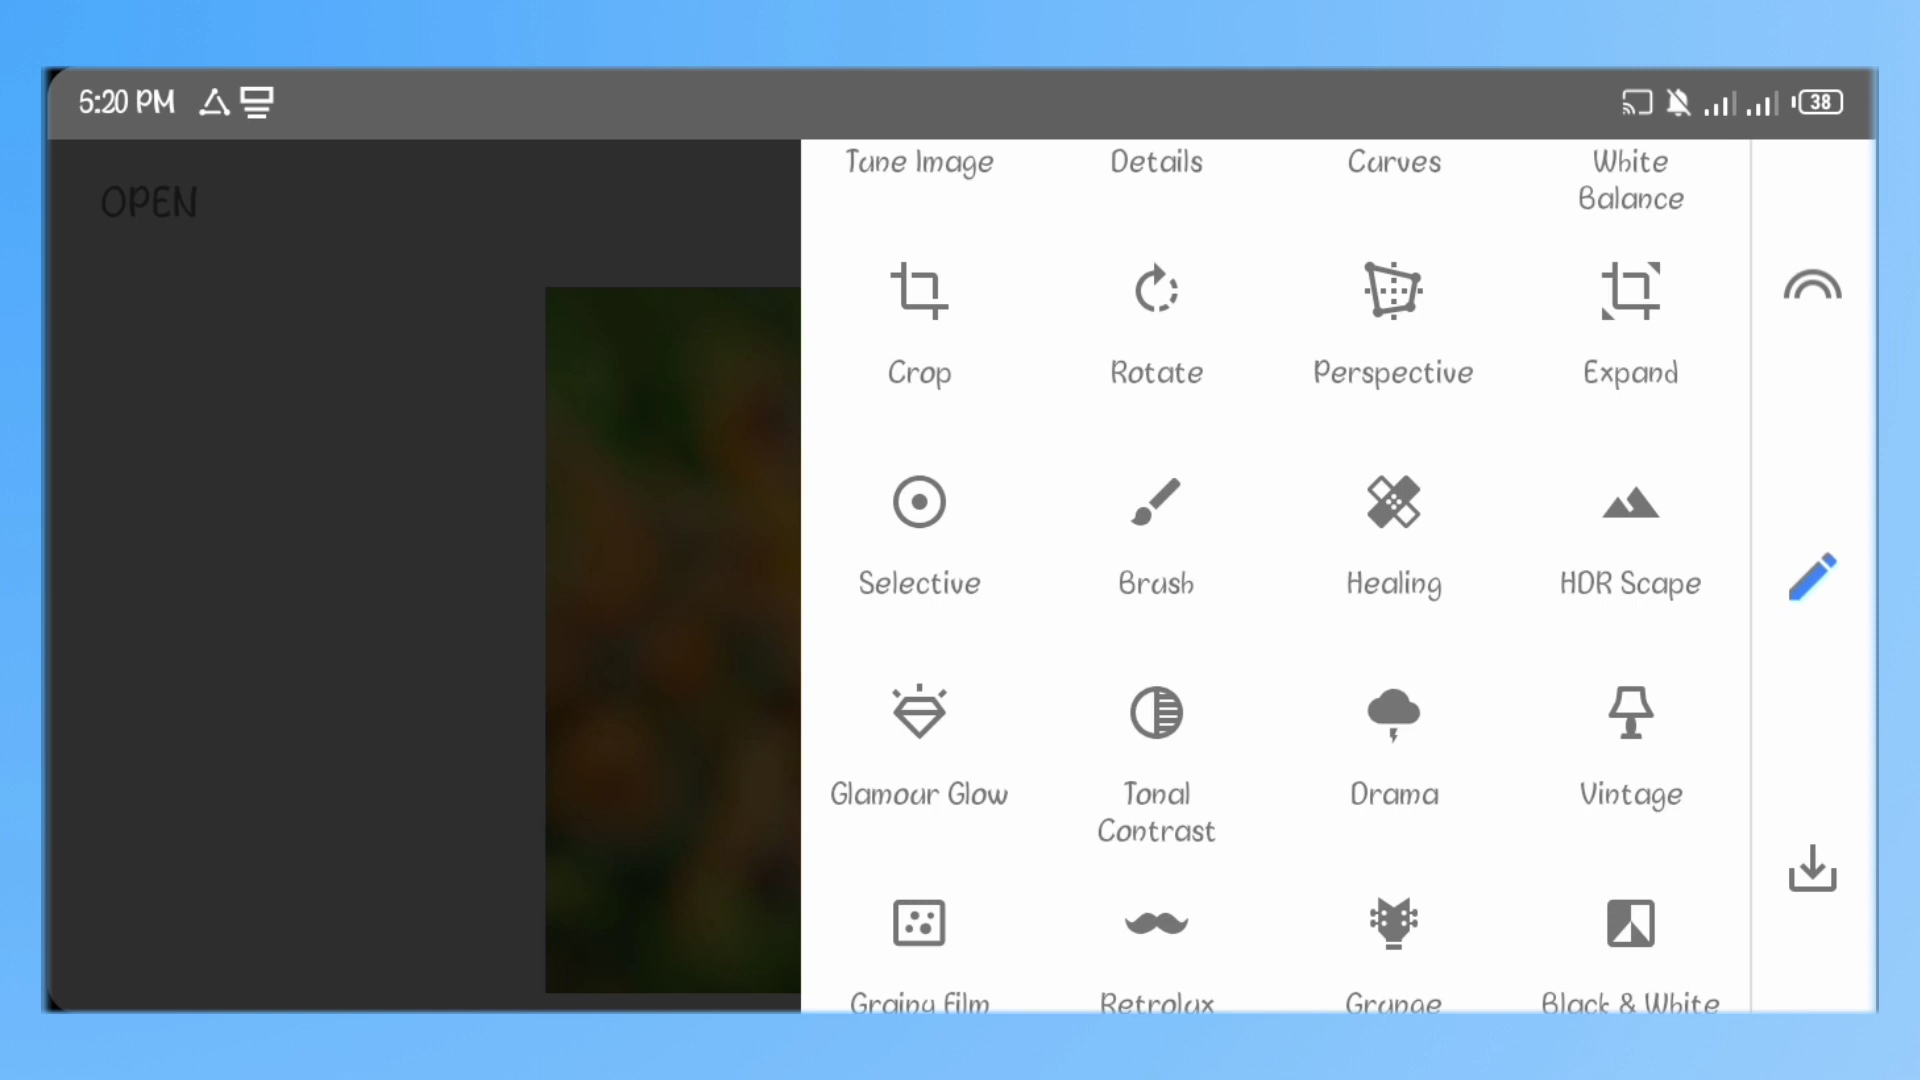 5:20 PM
38
OPEN
Tune Image
Details
Curves
White
Balance
Crop
Rotate
Perspective
Expand
Selective
Brush
Healing
HDR Scape
Glamour Glow
Tonal
Contrast
Drama
Vintage
Grainy Film
Retrolux
Grunge
Black & White